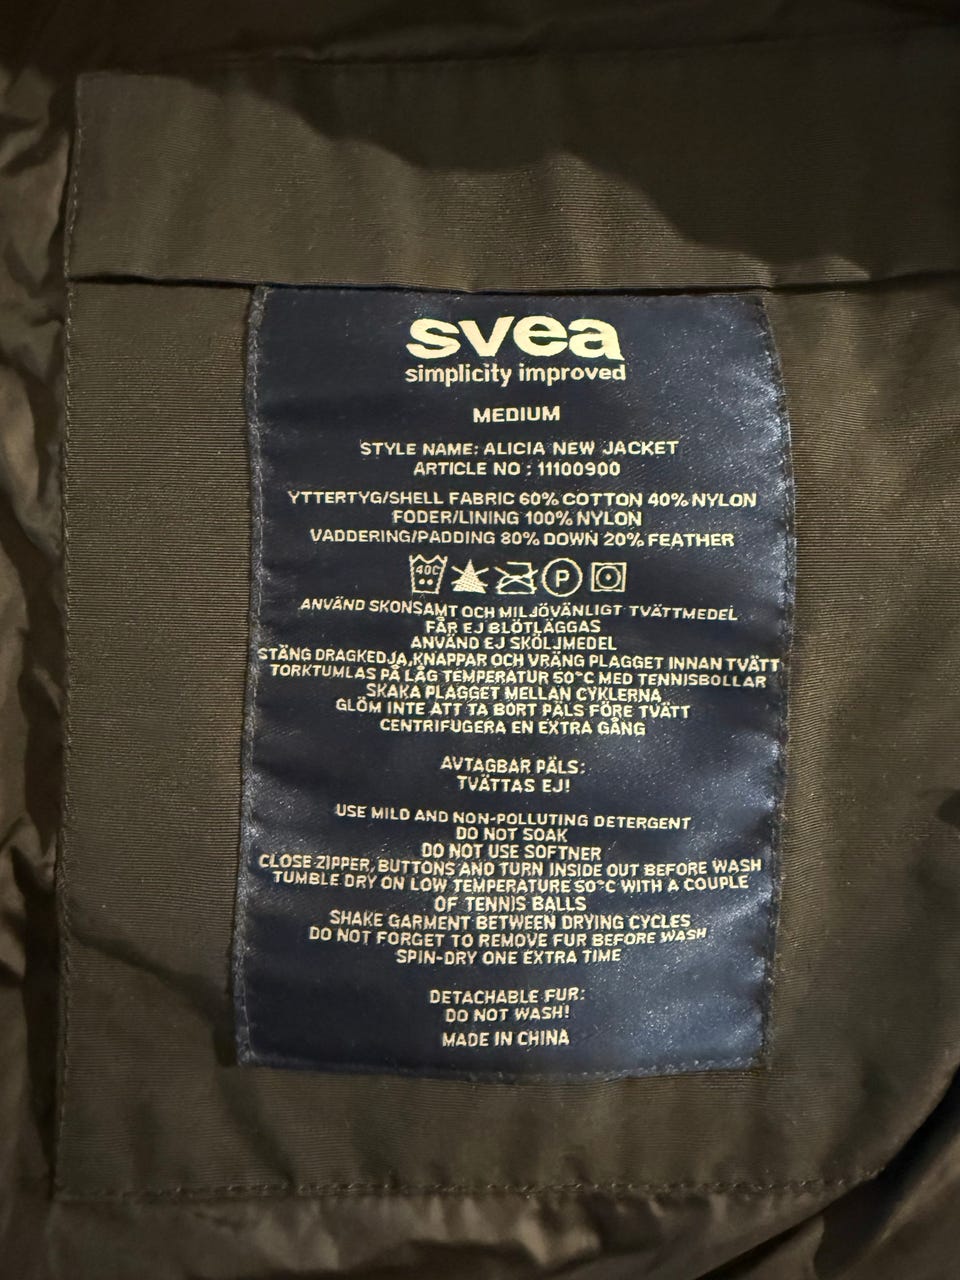 svea
simplicity improved
MEDIUM
STYLE NAME: ALICIA NEW JACKET
ARTICLE NO : 11100900
YTTERTYG/SHELL FABRIC 60% COTTON 40% NYLON
FODER/LINING 100% NYLON
VADDERING/PADDING 80% DOWN 20% FEATHER
40C P
ANVÄND SKONSAMT OCH MILJÖVÄNLIGT TVÄTTMEDEL
FÅR EJ BLÖTLÄGGAS
ANVÄND EJ SKÖLJMEDEL
STÄNG DRAGKEDJA,KNAPPAR OCH VRÄNG PLAGGET INNAN TVÄTT
TORKTUMLAS PÅ LÅG TEMPERATUR 50°C MED TENNISBOLLAR
SKAKA PLAGGET MELLAN CYKLERNA
GLÖM INTE ATT TA BORT PÄLS FÖRE TVÄTT
CENTRIFUGERA EN EXTRA GÅNG
AVTAGBAR PÄLS:
TVÄTTAS EJ!
USE MILD AND NON-POLLUTING DETERGENT
DO NOT SOAK
DO NOT USE SOFTNER
CLOSE ZIPPER, BUTTONS AND TURN INSIDE OUT BEFORE WASH
TUMBLE DRY ON LOW TEMPERATURE 50°C WITH A COUPLE
OF TENNIS BALLS
SHAKE GARMENT BETWEEN DRYING CYCLES
DO NOT FORGET TO REMOVE FUR BEFORE WASH
SPIN-DRY ONE EXTRA TIME
DETACHABLE FUR:
DO NOT WASH!
MADE IN CHINA